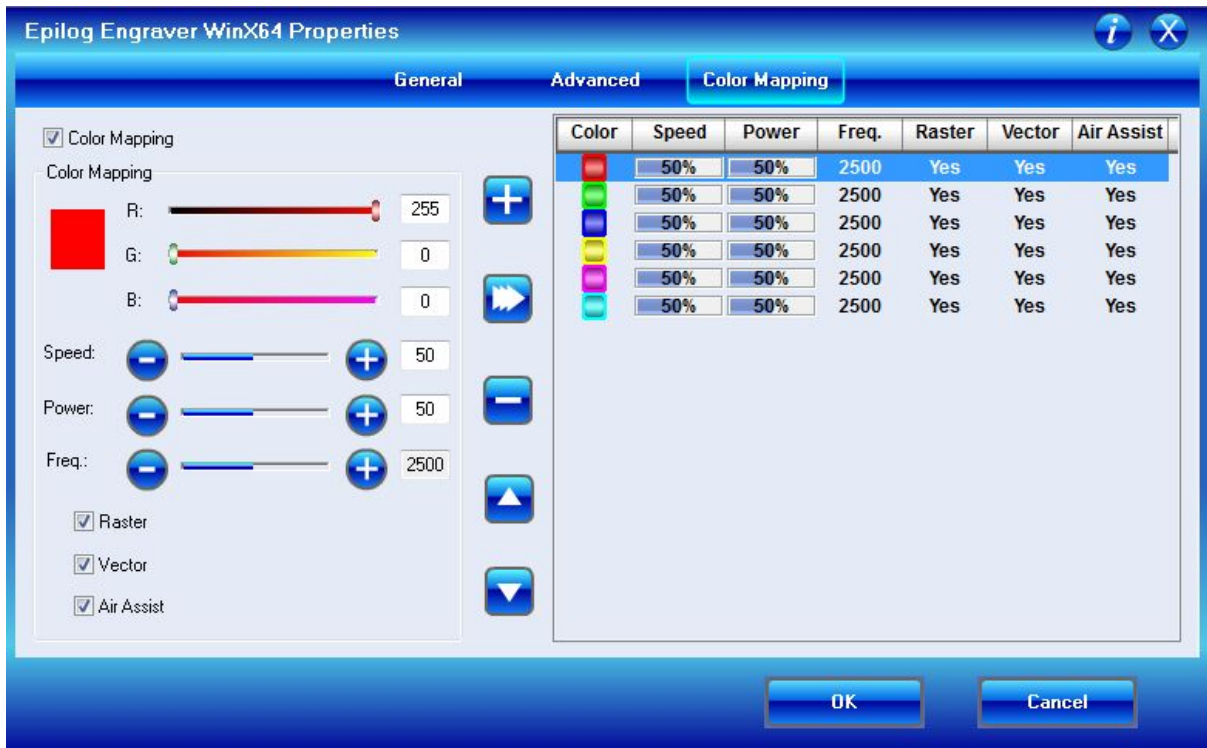 Epilog Engraver WinX64 Properties
General Advanced Color Mapping
Color Mapping
Color Mapping
R: 255
G: 0
B: 0
Speed: 50
Power: 50
Freq.: 2500
Raster
Vector
Air Assist
Color Speed Power Freq. Raster Vector Air Assist
50% 50% 2500 Yes Yes Yes
50% 50% 2500 Yes Yes Yes
50% 50% 2500 Yes Yes Yes
50% 50% 2500 Yes Yes Yes
50% 50% 2500 Yes Yes Yes
50% 50% 2500 Yes Yes Yes
OK Cancel